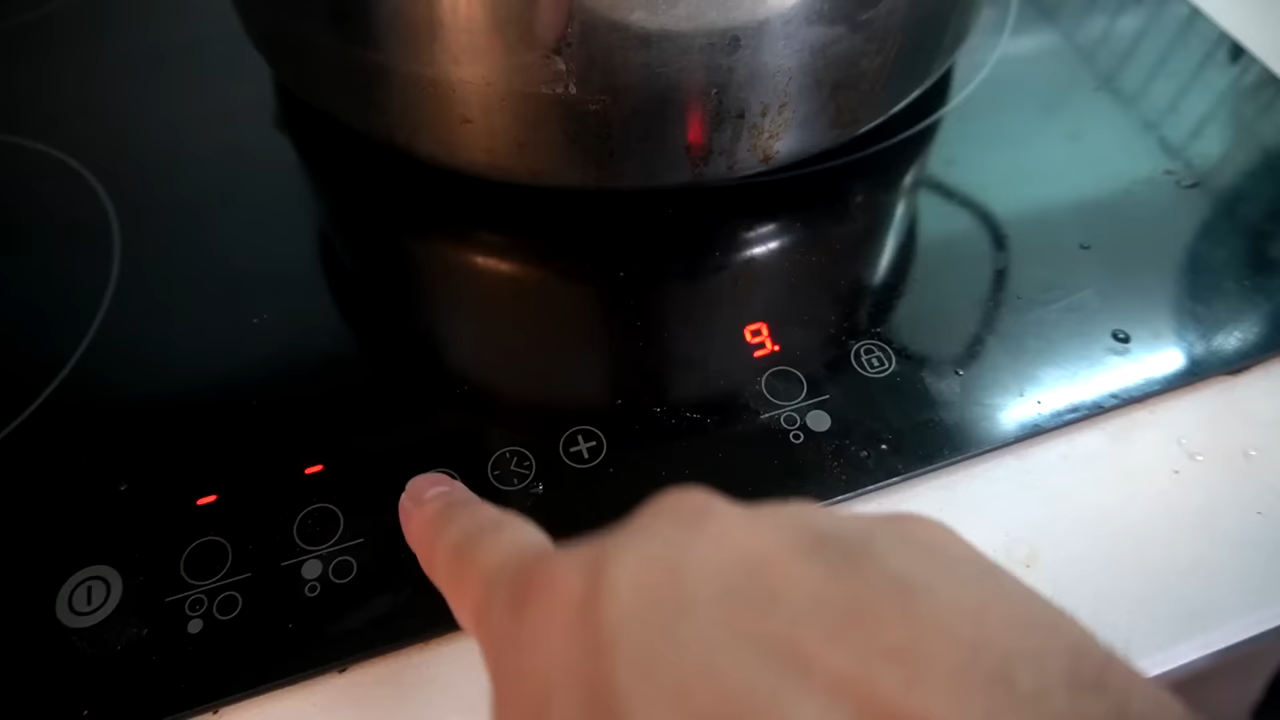 9.
- -
+